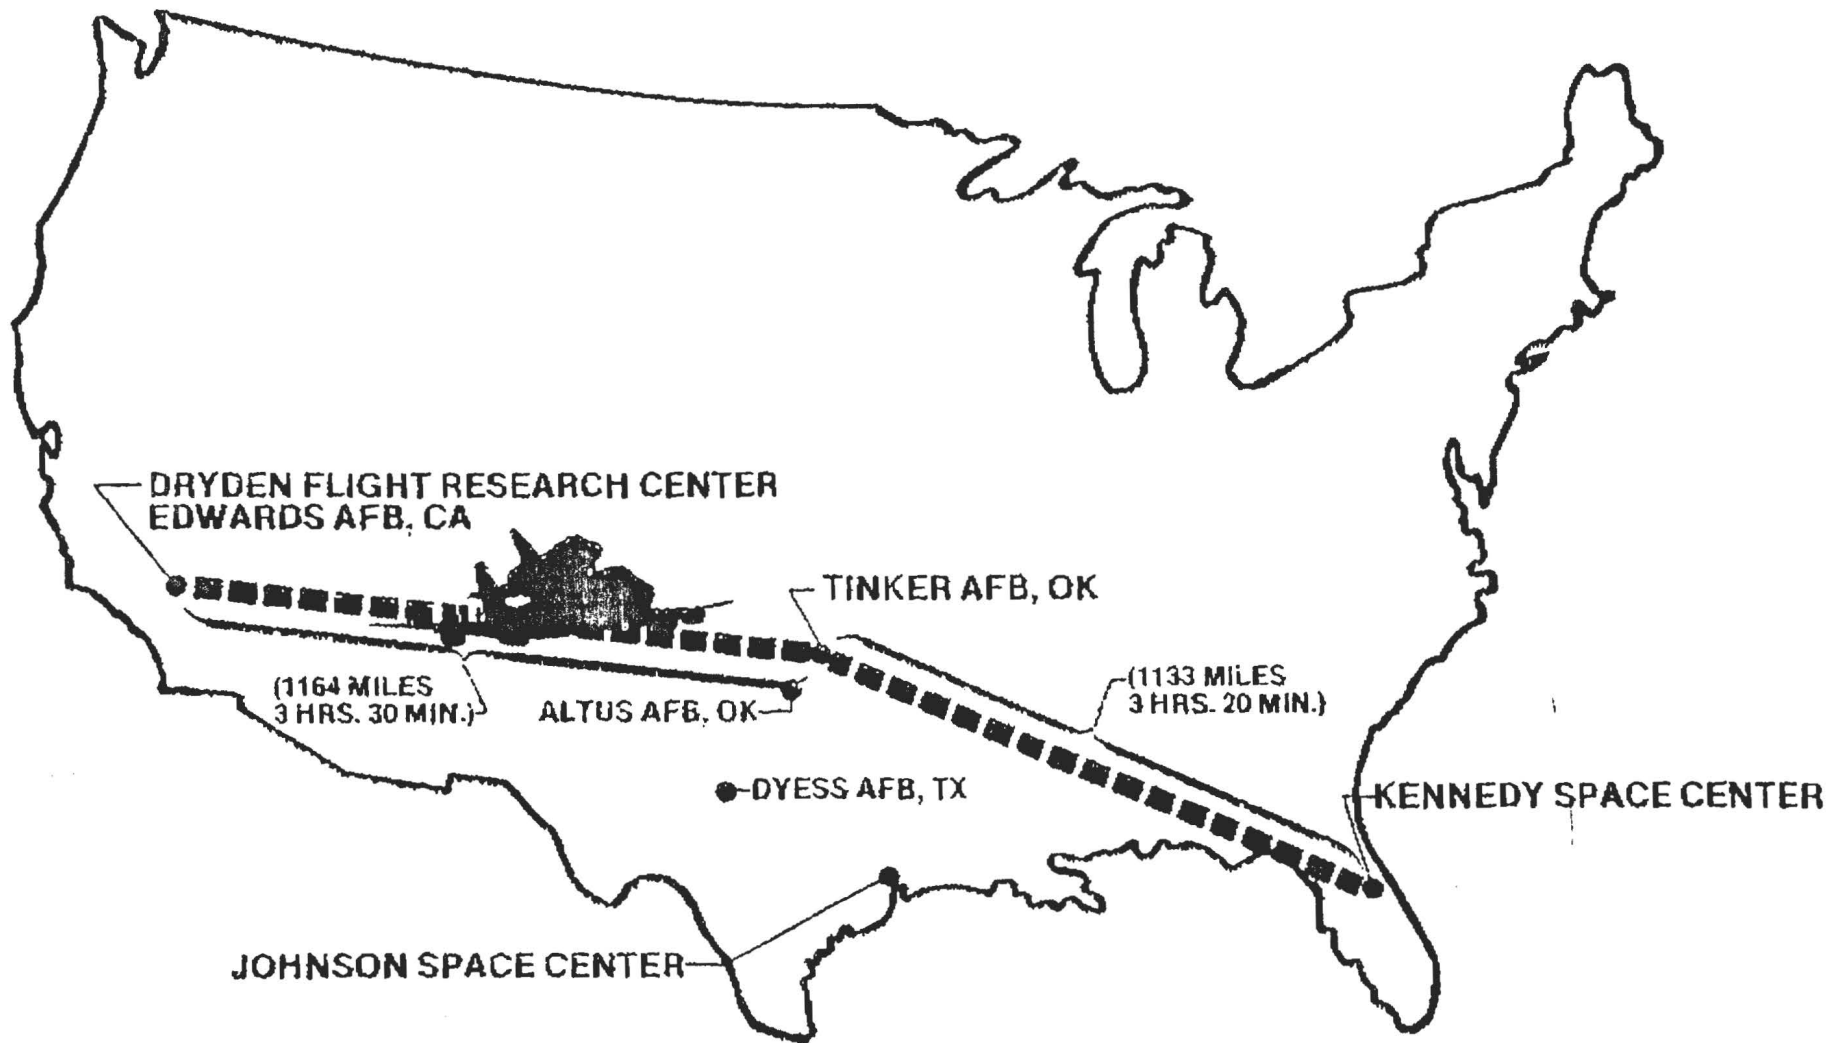 DRYDEN FLIGHT RESEARCH CENTER
EDWARDS AFB, CA
TINKER AFB, OK
(1164 MILES
3 HRS. 30 MIN.)
ALTUS AFB, OK
(1133 MILES
3 HRS. 20 MIN.)
DYESS AFB, TX
KENNEDY SPACE CENTER
JOHNSON SPACE CENTER